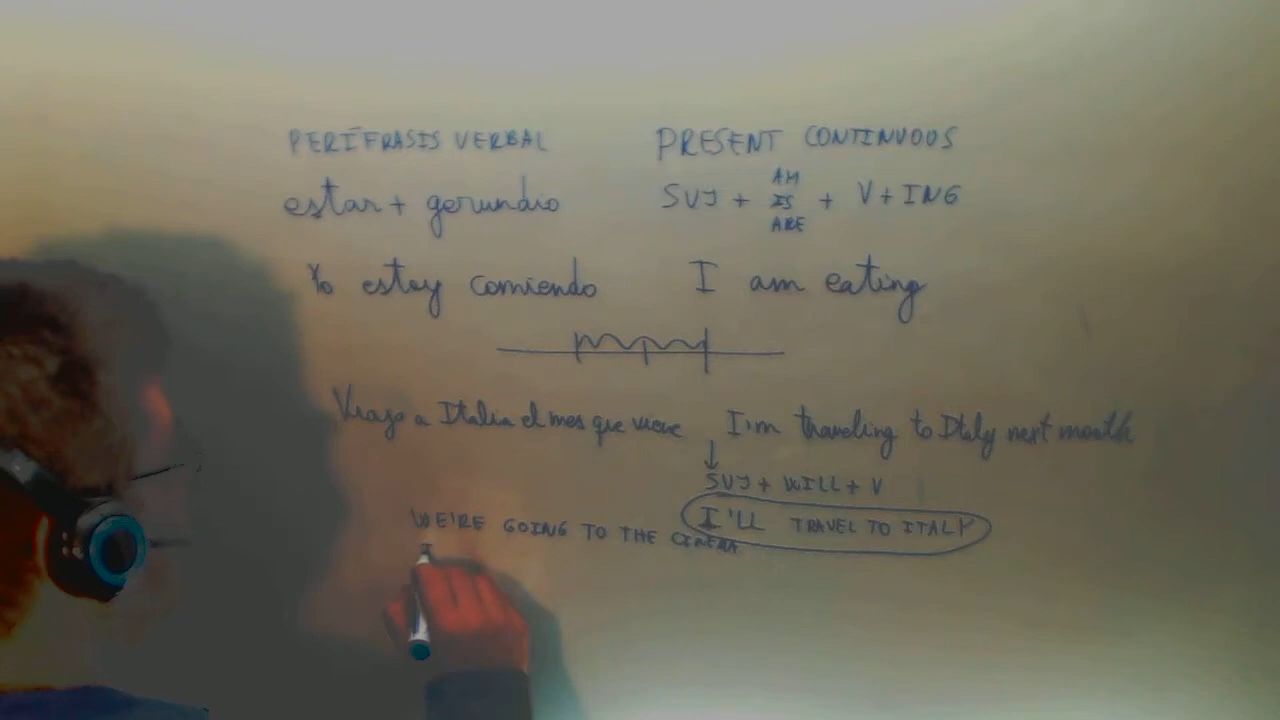 PERÍFRASIS VERBAL
estar + gerundio
Yo estoy comiendo
PRESENT CONTINUOUS
SUJ + AM IS ARE + V + ING
I am eating
Viajo a Italia el mes que viene
I'm traveling to Italy next month
SUJ + WILL + V
I'LL TRAVEL TO ITALY
WE'RE GOING TO THE CINEMA
I